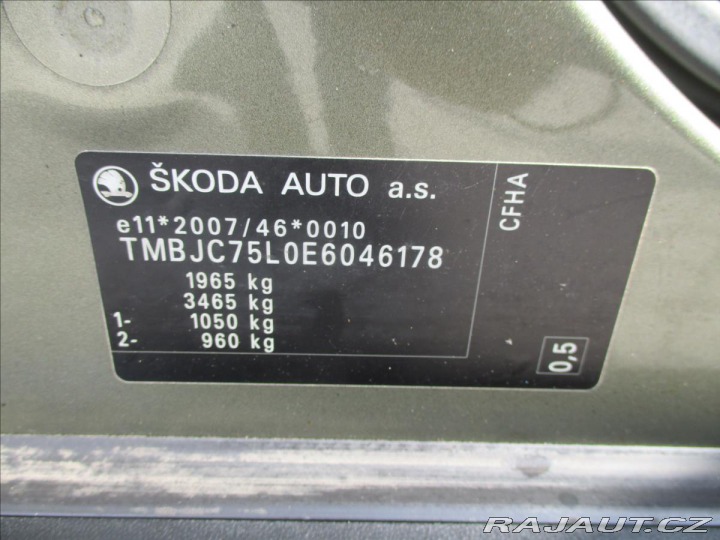 ŠKODA AUTO a.s.
e11*2007/46*0010
TMBJC75L0E6046178
1965 kg
3465 kg
1- 1050 kg
2- 960 kg
CFHA
0,5
RAJAUT.CZ